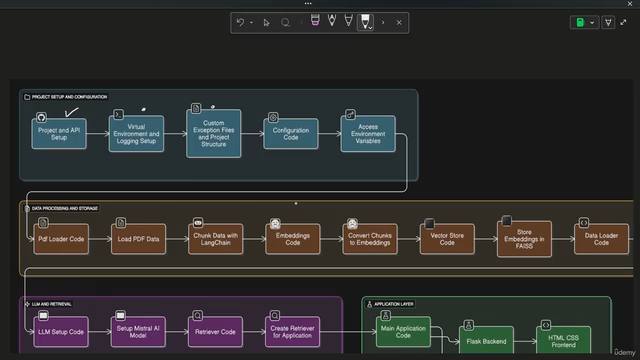 PROJECT SETUP AND CONFIGURATION
Project and API
Setup
Virtual
Environment and
Logging Setup
Custom
Exception Files
and Project
Structure
Configuration
Code
Access
Environment
Variables
DATA PROCESSING AND STORAGE
Pdf Loader Code
Load PDF Data
Chunk Data with
LangChain
Embeddings
Code
Convert Chunks
to Embeddings
Vector Store
Code
Store
Embeddings in
FAISS
Data Loader
Code
LLM AND RETRIEVAL
LLM Setup Code
Setup Mistral AI
Model
Retriever Code
Create Retriever
for Application
APPLICATION LAYER
Main Application
Code
Flask Backend
HTML CSS
Frontend
Udemy